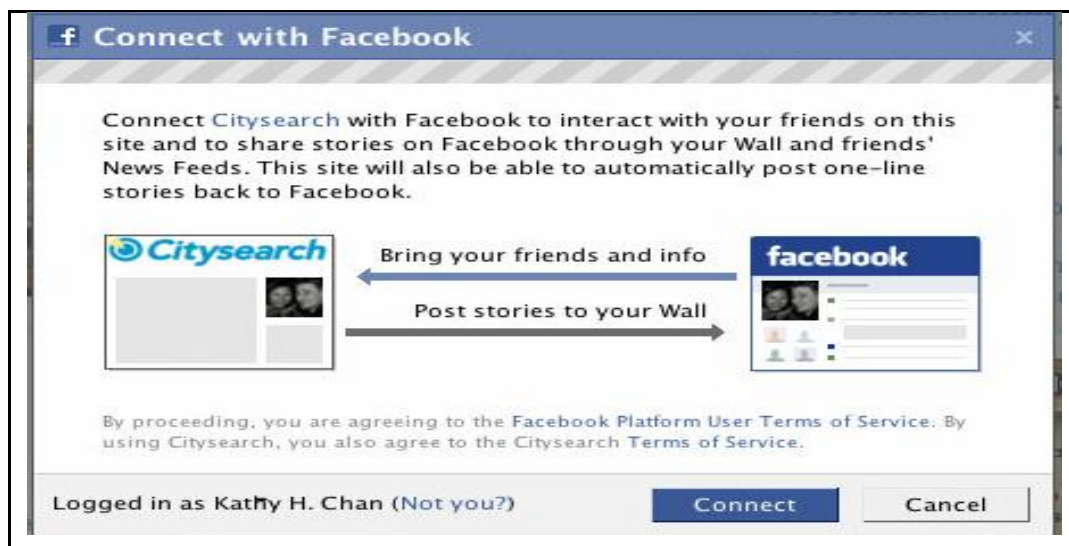 f Connect with Facebook ×
Connect Citysearch with Facebook to interact with your friends on this
site and to share stories on Facebook through your Wall and friends'
News Feeds. This site will also be able to automatically post one-line
stories back to Facebook.
Citysearch
Bring your friends and info
facebook
Post stories to your Wall
By proceeding, you are agreeing to the Facebook Platform User Terms of Service. By
using Citysearch, you also agree to the Citysearch Terms of Service.
Logged in as Kathy H. Chan (Not you?)
Connect
Cancel